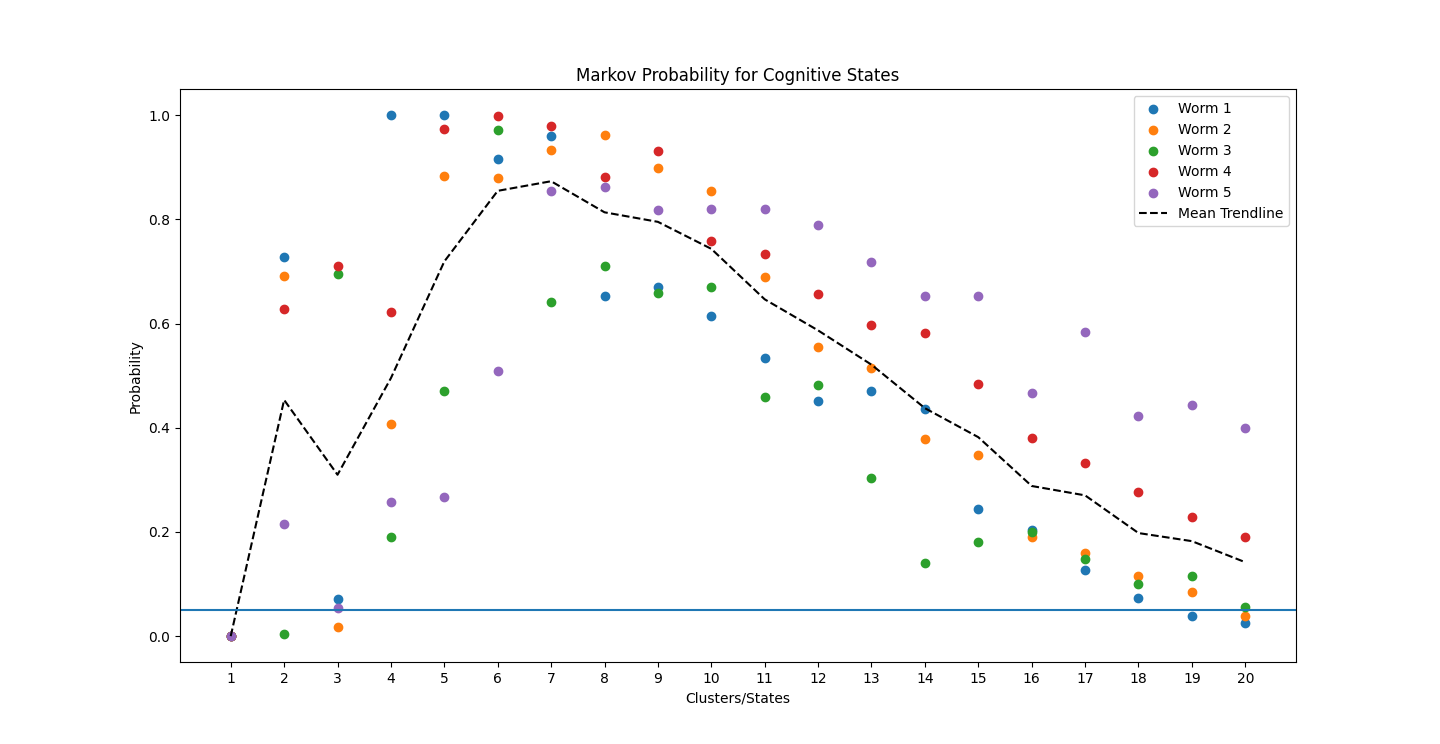 Markov Probability for Cognitive States
Probability
1.0
0.8
0.6
0.4
0.2
0.0
Worm 1
Worm 2
Worm 3
Worm 4
Worm 5
Mean Trendline
1 2 3 4 5 6 7 8 9 10 11 12 13 14 15 16 17 18 19 20
Clusters/States